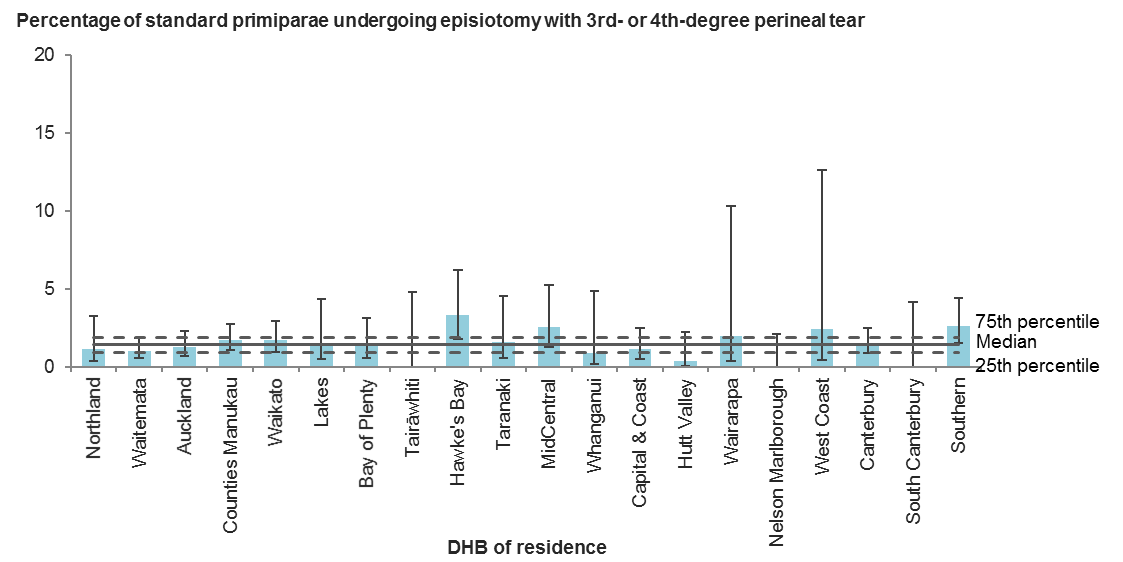 Percentage of standard primiparae undergoing episiotomy with 3rd- or 4th-degree perineal tear
20
15
10
5
0
75th percentile
Median
25th percentile
Northland
Waitemata
Auckland
Counties Manukau
Waikato
Lakes
Bay of Plenty
Tairāwhiti
Hawke's Bay
Taranaki
MidCentral
Whanganui
Capital & Coast
Hutt Valley
Wairarapa
Nelson Marlborough
West Coast
Canterbury
South Canterbury
Southern
DHB of residence